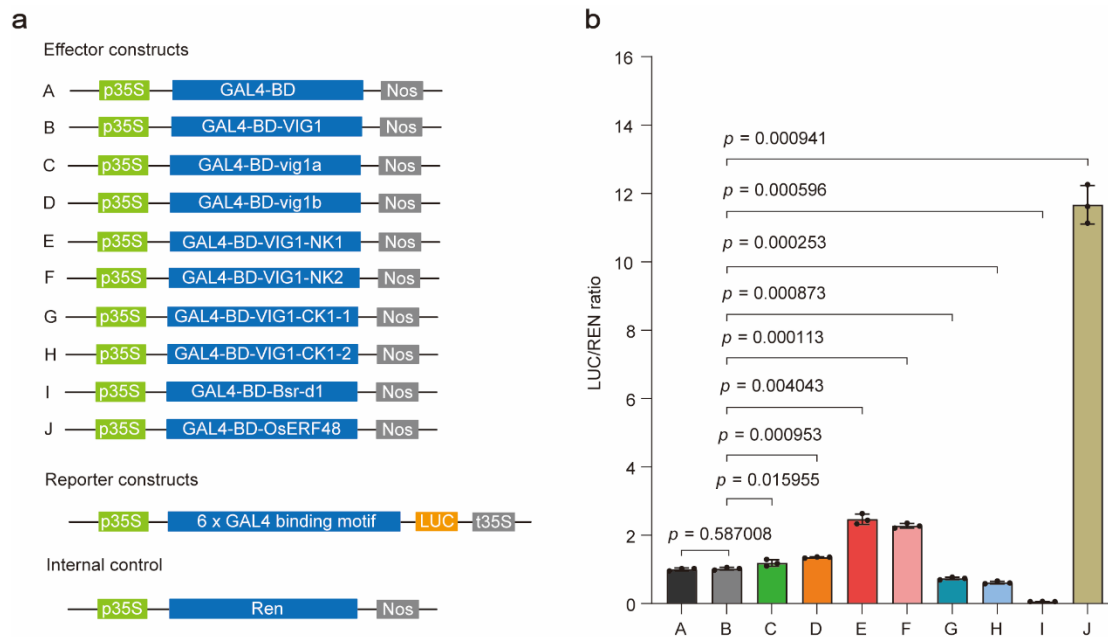 a
Effector constructs
A p35S GAL4-BD Nos
B p35S GAL4-BD-VIG1 Nos
C p35S GAL4-BD-vig1a Nos
D p35S GAL4-BD-vig1b Nos
E p35S GAL4-BD-VIG1-NK1 Nos
F p35S GAL4-BD-VIG1-NK2 Nos
G p35S GAL4-BD-VIG1-CK1-1 Nos
H p35S GAL4-BD-VIG1-CK1-2 Nos
I p35S GAL4-BD-Bsr-d1 Nos
J p35S GAL4-BD-OsERF48 Nos
Reporter constructs
p35S 6 x GAL4 binding motif LUC t35S
Internal control
p35S Ren Nos
b
LUC/REN ratio
16
14
12
10
8
6
4
2
0
p = 0.000941
p = 0.000596
p = 0.000253
p = 0.000873
p = 0.000113
p = 0.004043
p = 0.000953
p = 0.015955
p = 0.587008
A B C D E F G H I J